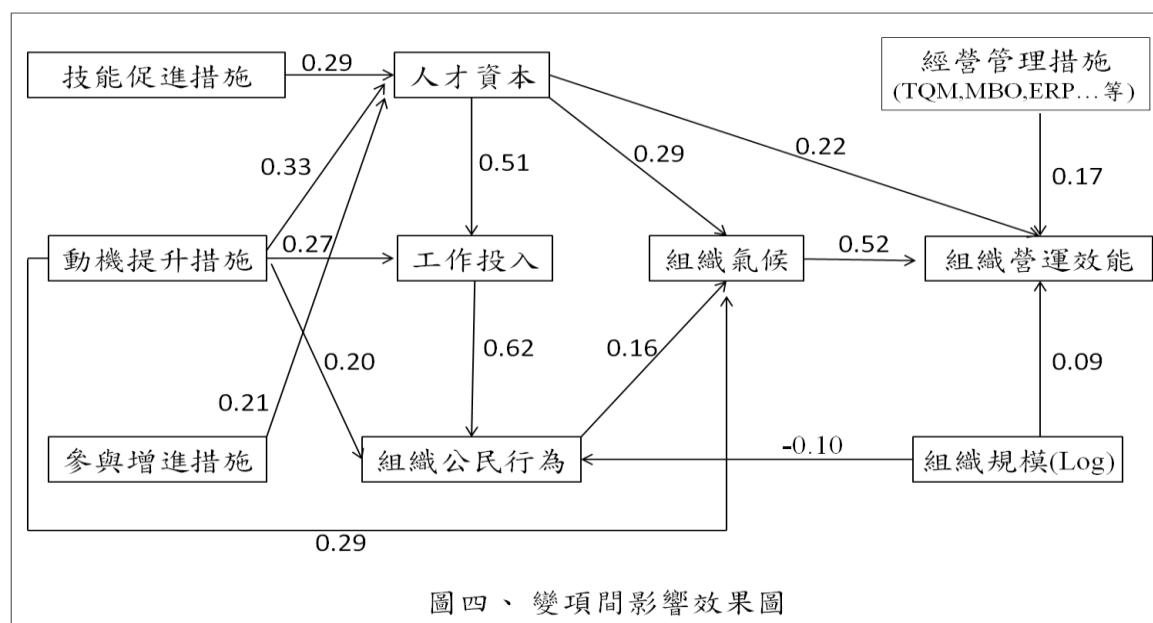 技能促進措施
0.29
人才資本
經營管理措施
(TQM,MBO,ERP…等)
0.33
0.51
0.29
0.22
0.17
動機提升措施
0.27
工作投入
組織氣候
0.52
組織營運效能
0.20
0.62
0.16
0.09
0.21
參與增進措施
組織公民行為
-0.10
組織規模(Log)
0.29
圖四、變項間影響效果圖